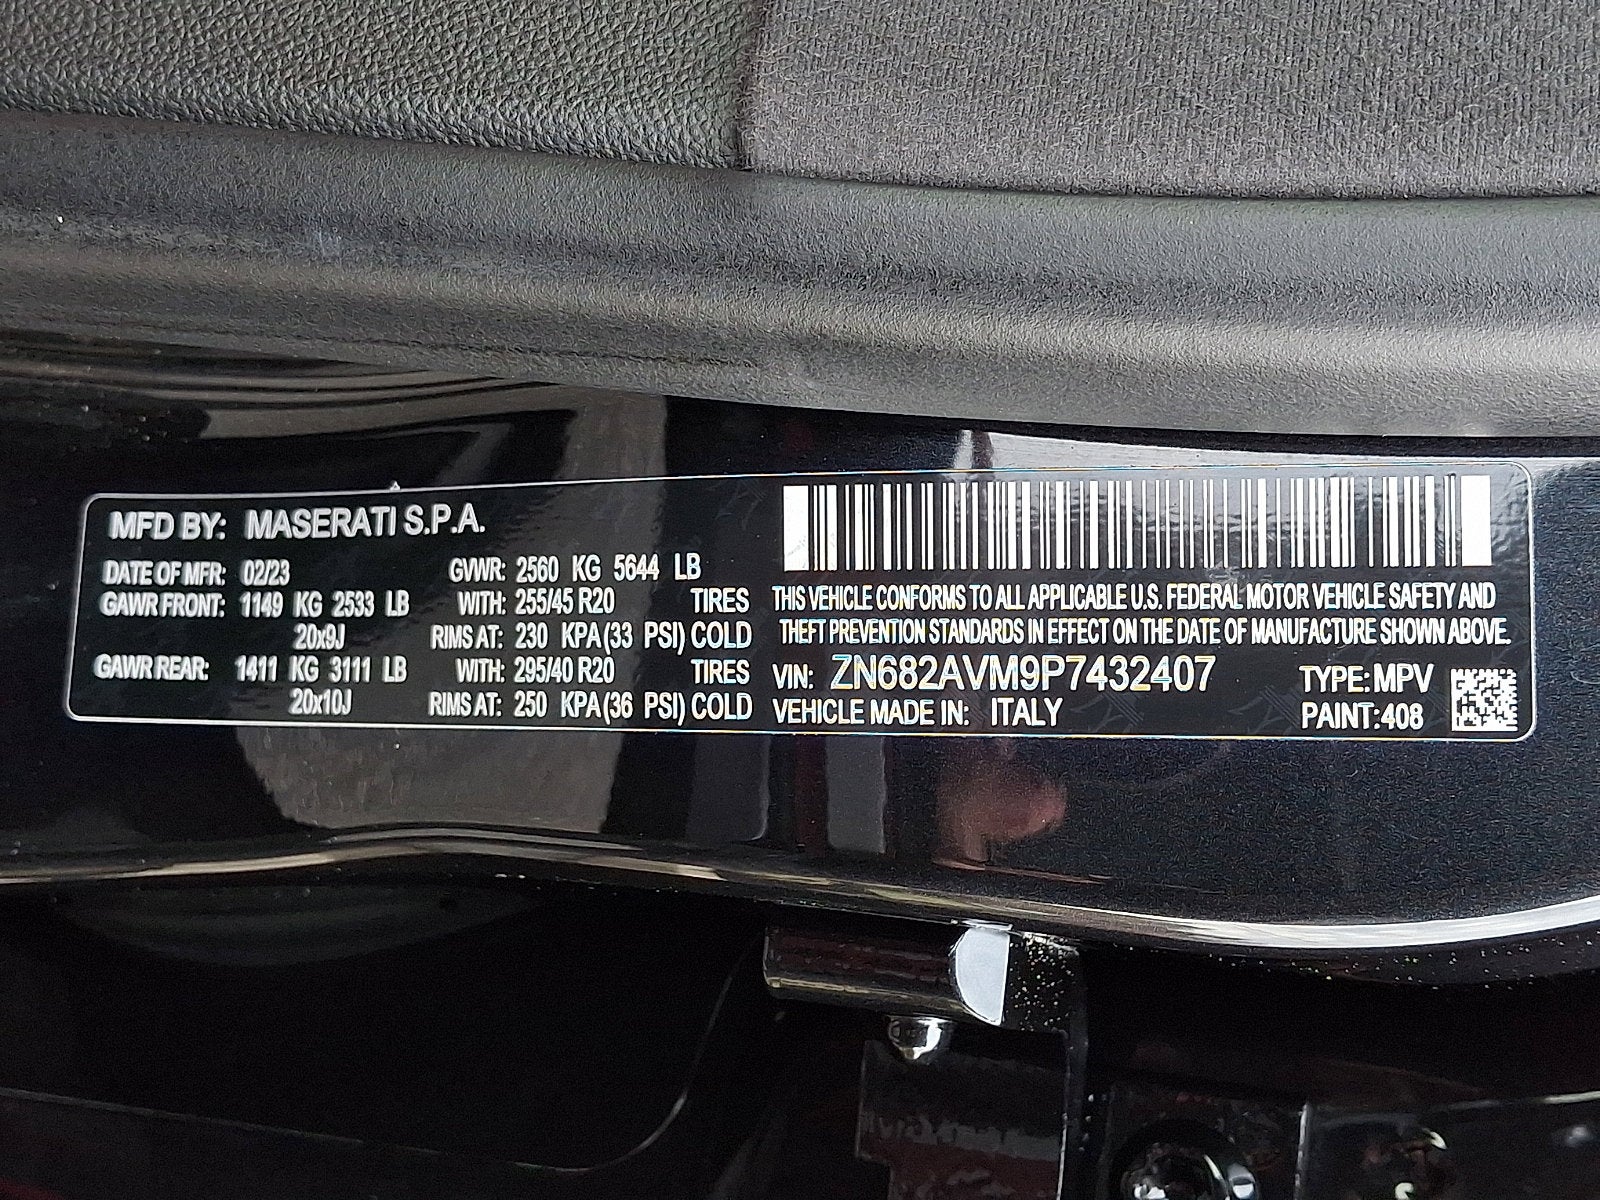 MFD BY: MASERATI S.P.A.
DATE OF MFR: 02/23 GVWR: 2560 KG 5644 LB
GAWR FRONT: 1149 KG 2533 LB WITH: 255/45 R20 TIRES
20x9J RIMS AT: 230 KPA(33 PSI) COLD
GAWR REAR: 1411 KG 3111 LB WITH: 295/40 R20 TIRES
20x10J RIMS AT: 250 KPA(36 PSI) COLD
THIS VEHICLE CONFORMS TO ALL APPLICABLE U.S. FEDERAL MOTOR VEHICLE SAFETY AND
THEFT PREVENTION STANDARDS IN EFFECT ON THE DATE OF MANUFACTURE SHOWN ABOVE.
VIN: ZN682AVM9P7432407 TYPE: MPV
VEHICLE MADE IN: ITALY PAINT: 408